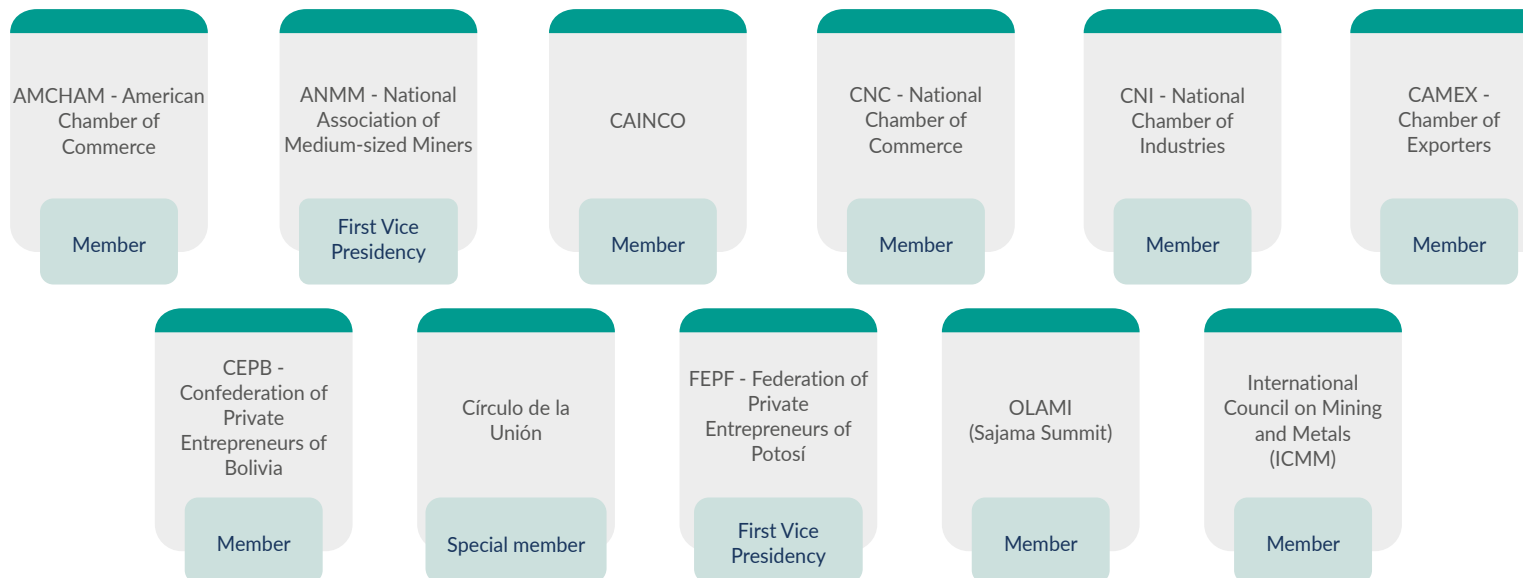 AMCHAM - American
Chamber of
Commerce
Member
ANMM - National
Association of
Medium-sized Miners
First Vice
Presidency
CAINCO
Member
CNC - National
Chamber of
Commerce
Member
CNI - National
Chamber of
Industries
Member
CAMEX -
Chamber of
Exporters
Member
CEPB -
Confederation of
Private
Entrepreneurs of
Bolivia
Member
Círculo de la
Unión
Special member
FEPF - Federation of
Private
Entrepreneurs of
Potosí
First Vice
Presidency
OLAMI
(Sajama Summit)
Member
International
Council on Mining
and Metals
(ICMM)
Member